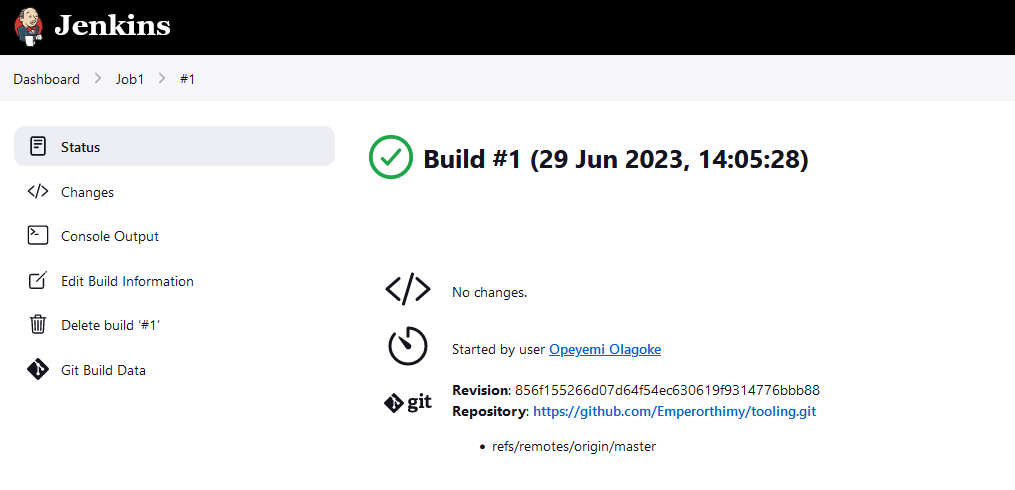 Jenkins
Dashboard
Job1
#1
Status
Changes
Console Output
Edit Build Information
Delete build ‘#1’
Git Build Data
Build #1 (29 Jun 2023, 14:05:28)
No changes.
Started by user Opeyemi Olagoke
git
Revision: 856f155266d07d64f54ec630619f9314776bbb88
Repository: https://github.com/Emperorthimy/tooling.git
• refs/remotes/origin/master